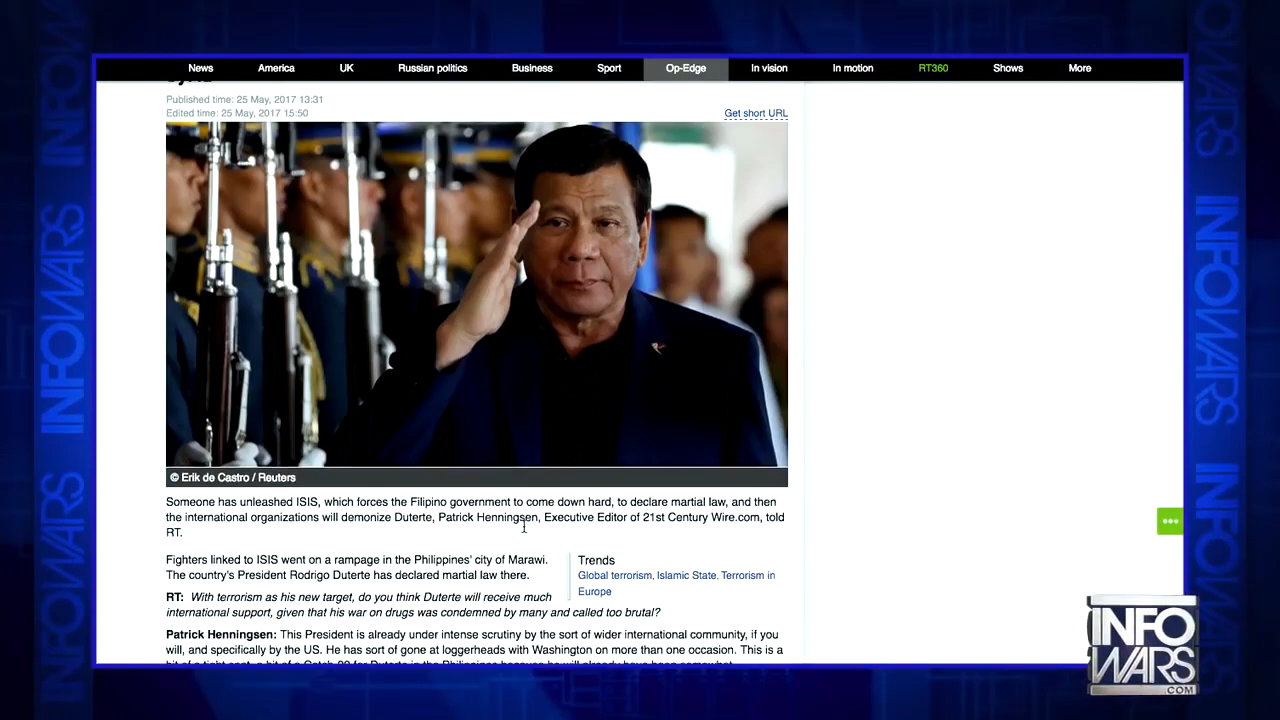 News America UK Russian politics Business Sport Op-Edge In vision In motion RT360 Shows More
Published time: 25 May, 2017 13:31
Edited time: 25 May, 2017 15:50
Get short URL
© Erik de Castro / Reuters
Someone has unleashed ISIS, which forces the Filipino government to come down hard, to declare martial law, and then
the international organizations will demonize Duterte, Patrick Henningsen, Executive Editor of 21st Century Wire.com, told
RT.
Fighters linked to ISIS went on a rampage in the Philippines' city of Marawi.
The country's President Rodrigo Duterte has declared martial law there.
Trends
Global terrorism, Islamic State, Terrorism in
Europe
RT: With terrorism as his new target, do you think Duterte will receive much
international support, given that his war on drugs was condemned by many and called too brutal?
Patrick Henningsen: This President is already under intense scrutiny by the sort of wider international community, if you
will, and specifically by the US. He has sort of gone at loggerheads with Washington on more than one occasion. This is a
INFOWARS
INFOWARS
INFOWARS
INFOWARS
INFOWARS
INFOWARS
INFO
WARS
.COM